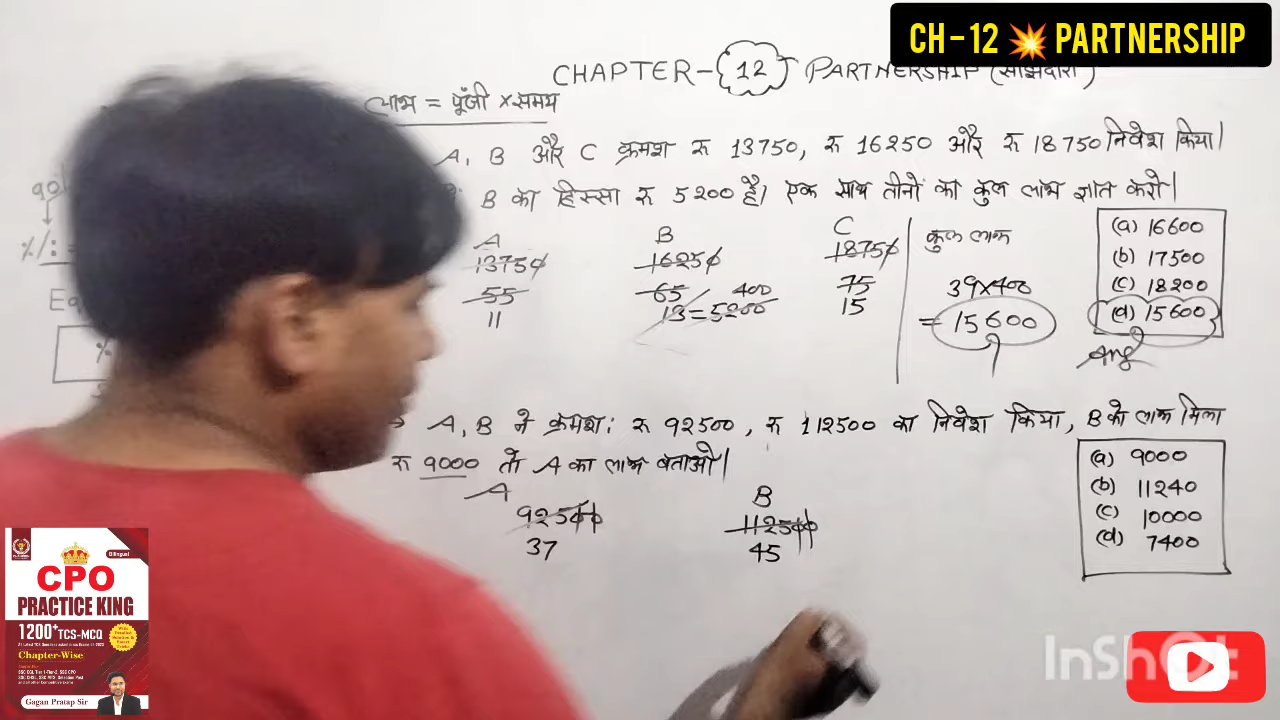 CH - 12 💥 PARTNERSHIP
CHAPTER - 12 PARTNERSHIP (साझेदारी)
लाभ = पूँजी × समय
A, B और C क्रमश रु 13750, रु 16250 और रु 18750 निवेश किया।
B का हिस्सा रु 5200 है। एक साथ तीनों का कुल लाभ ज्ञात करो।
A B C
13750 16250 18750
55 65 75
11 13 = 5200 15
400
कुल लाभ
39×400
= 15600
(a) 16600
(b) 17500
(c) 18200
(d) 15600
Ans
→ A, B ने क्रमश: रु 92500, रु 112500 का निवेश किया, B को लाभ मिला
रु 9000 तो A का लाभ बताओ।
A B
92500 112500
37 45
(a) 9000
(b) 11240
(c) 10000
(d) 7400
90
%/: =
Eq
%
Bilingual
CPO
PRACTICE KING
1200+ TCS-MCQ
Chapter-Wise
Gagan Pratap Sir
InShot